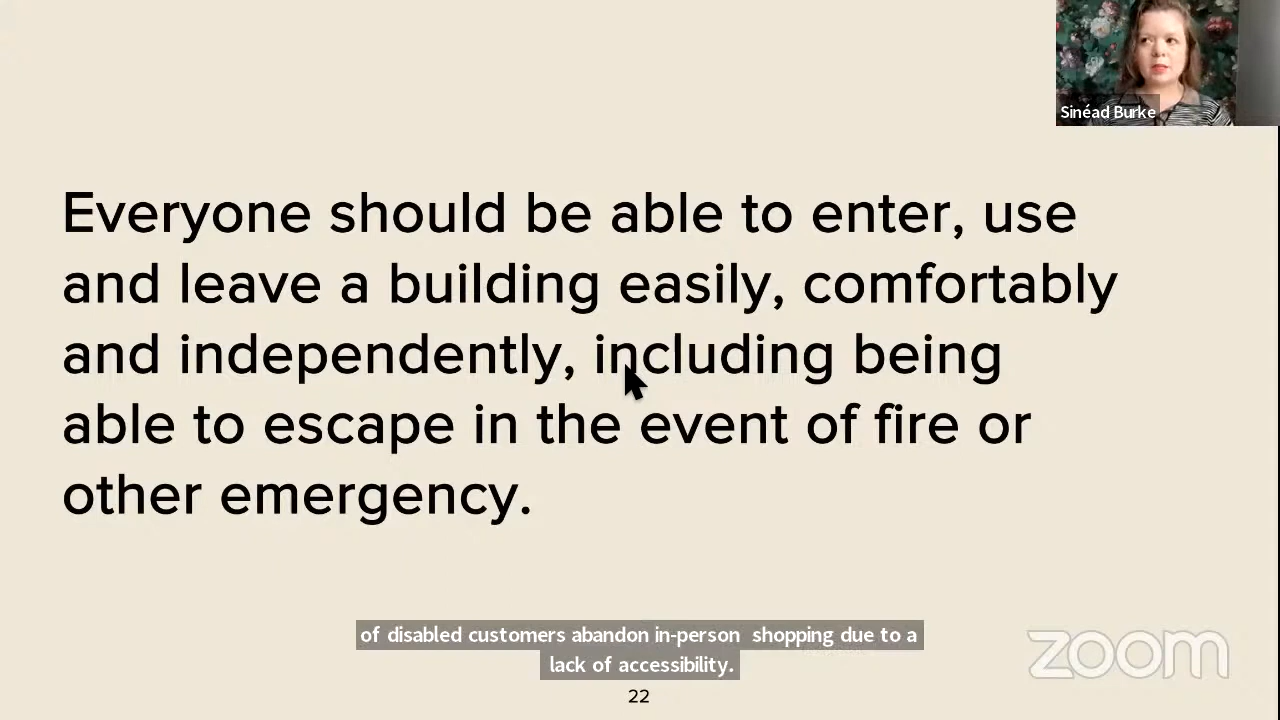 Sinéad Burke
Everyone should be able to enter, use
and leave a building easily, comfortably
and independently, including being
able to escape in the event of fire or
other emergency.
of disabled customers abandon in-person shopping due to a
lack of accessibility.
zoom
22